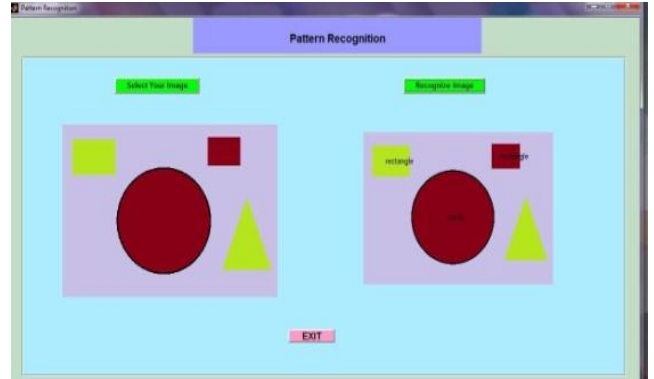 Pattern Recognition
Pattern Recognition
Select Your Image
Recognize Image
rectangle
rectangle
EXIT